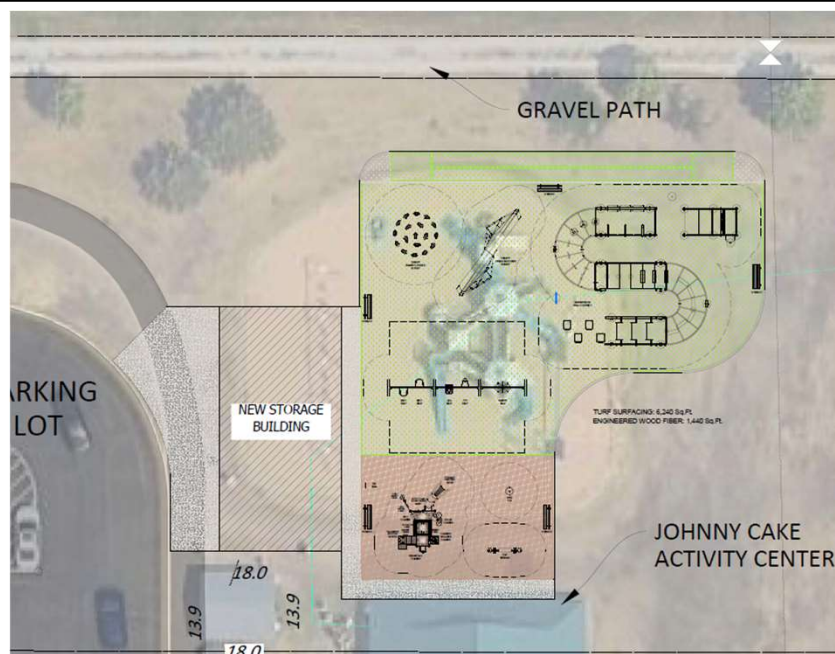 GRAVEL PATH
ARKING
LOT
NEW STORAGE
BUILDING
TURF SURFACING: 6,240 Sq.Ft.
ENGINEERED WOOD FIBER: 1,440 Sq.Ft.
JOHNNY CAKE
ACTIVITY CENTER
18.0
13.9
13.9
18.0